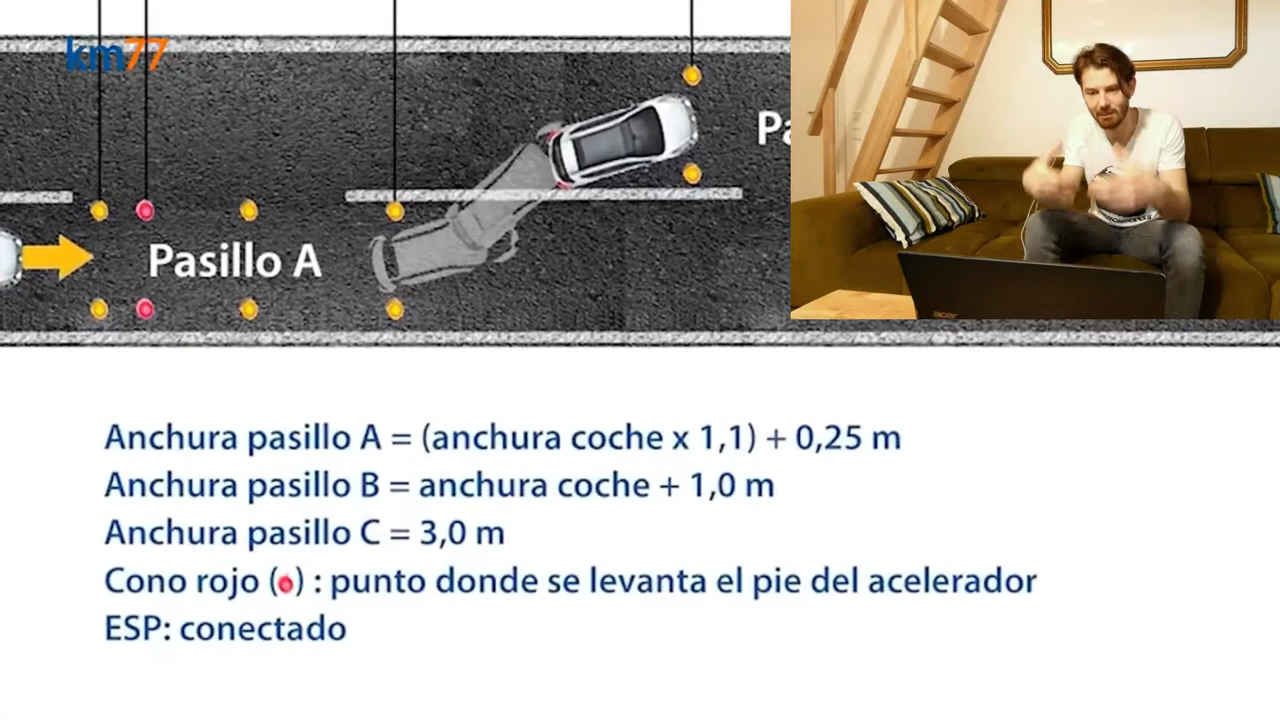 km77
Pa
Pasillo A
acer
Anchura pasillo A = (anchura coche x 1,1) + 0,25 m
Anchura pasillo B = anchura coche + 1,0 m
Anchura pasillo C = 3,0 m
Cono rojo ( ) : punto donde se levanta el pie del acelerador
ESP: conectado